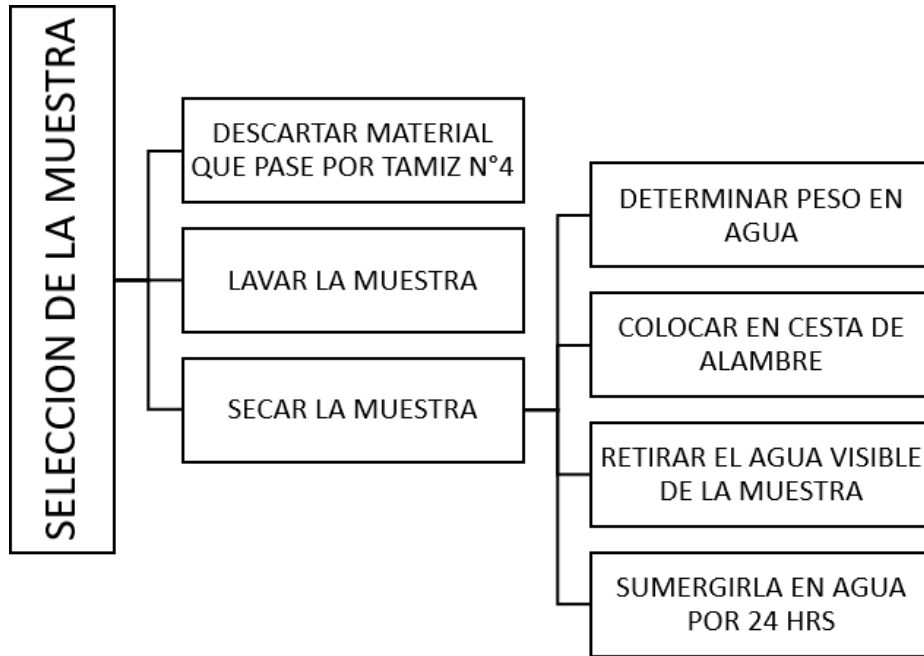 SELECCION DE LA MUESTRA
DESCARTAR MATERIAL
QUE PASE POR TAMIZ N°4
LAVAR LA MUESTRA
SECAR LA MUESTRA
DETERMINAR PESO EN
AGUA
COLOCAR EN CESTA DE
ALAMBRE
RETIRAR EL AGUA VISIBLE
DE LA MUESTRA
SUMERGIRLA EN AGUA
POR 24 HRS